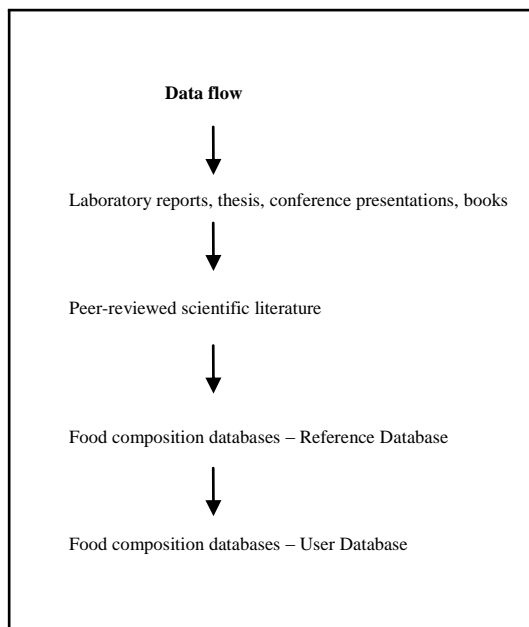 Data flow
Laboratory reports, thesis, conference presentations, books
Peer-reviewed scientific literature
Food composition databases – Reference Database
Food composition databases – User Database